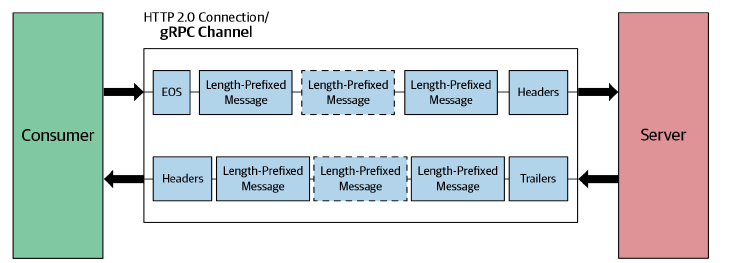 HTTP 2.0 Connection/
gRPC Channel
Consumer
EOS
Length-Prefixed
Message
Length-Prefixed
Message
Length-Prefixed
Message
Headers
Headers
Length-Prefixed
Message
Length-Prefixed
Message
Length-Prefixed
Message
Trailers
Server